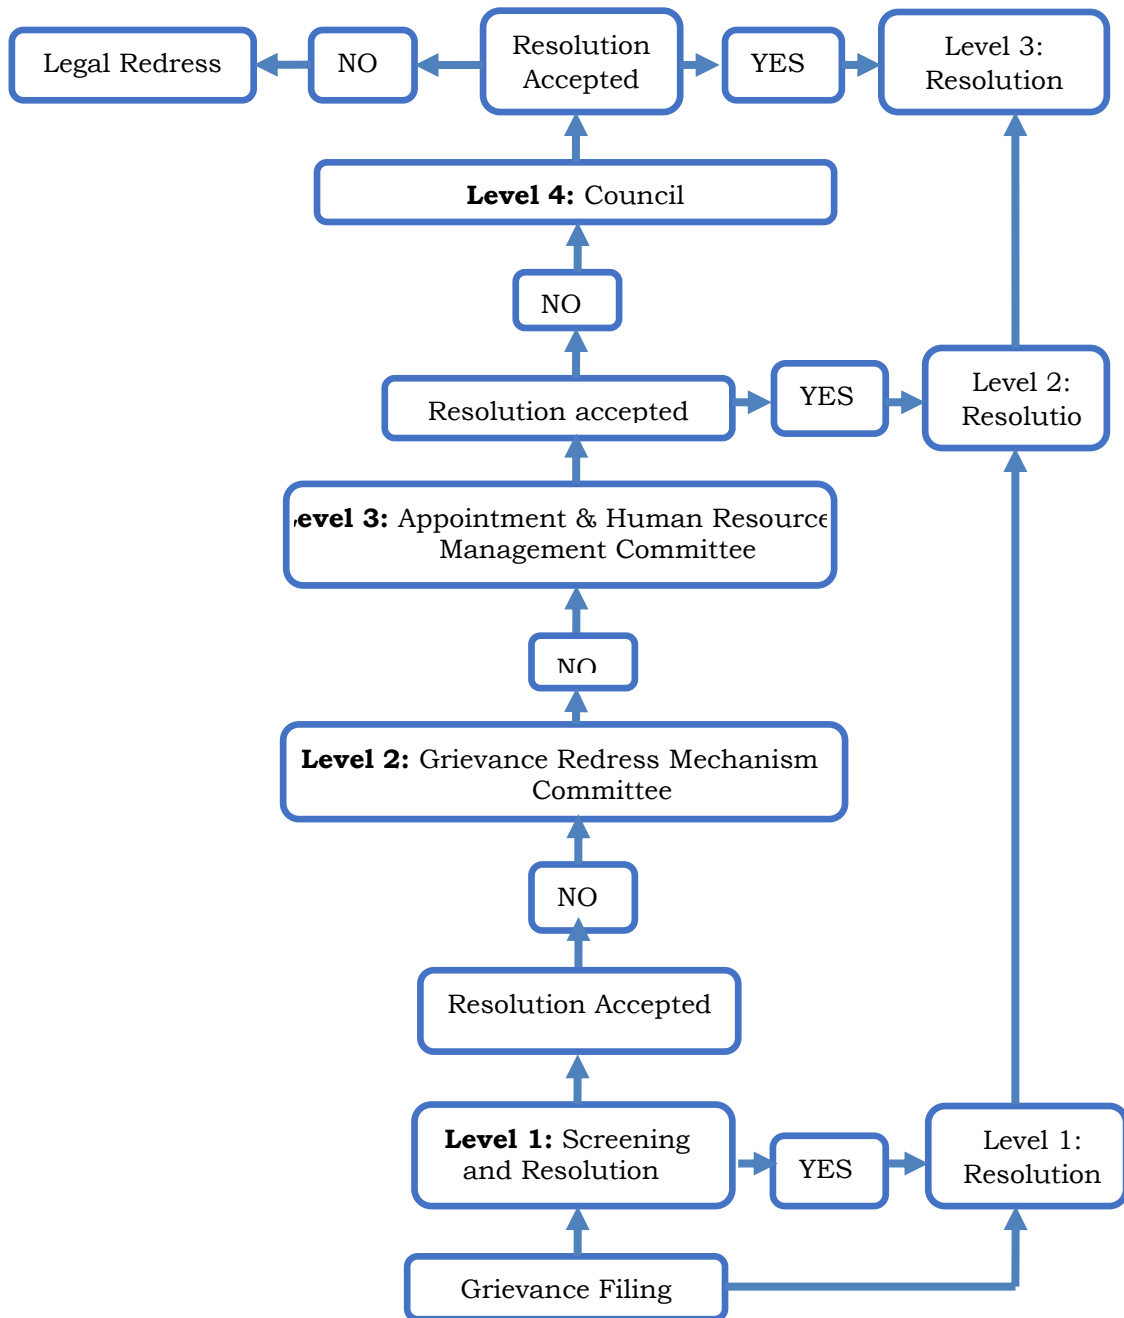 Legal Redress
NO
Resolution
Accepted
YES
Level 3:
Resolution
Level 4: Council
NO
Resolution accepted
YES
Level 2:
Resolutio
evel 3: Appointment & Human Resource
Management Committee
NO
Level 2: Grievance Redress Mechanism
Committee
NO
Resolution Accepted
Level 1: Screening
and Resolution
YES
Level 1:
Resolution
Grievance Filing